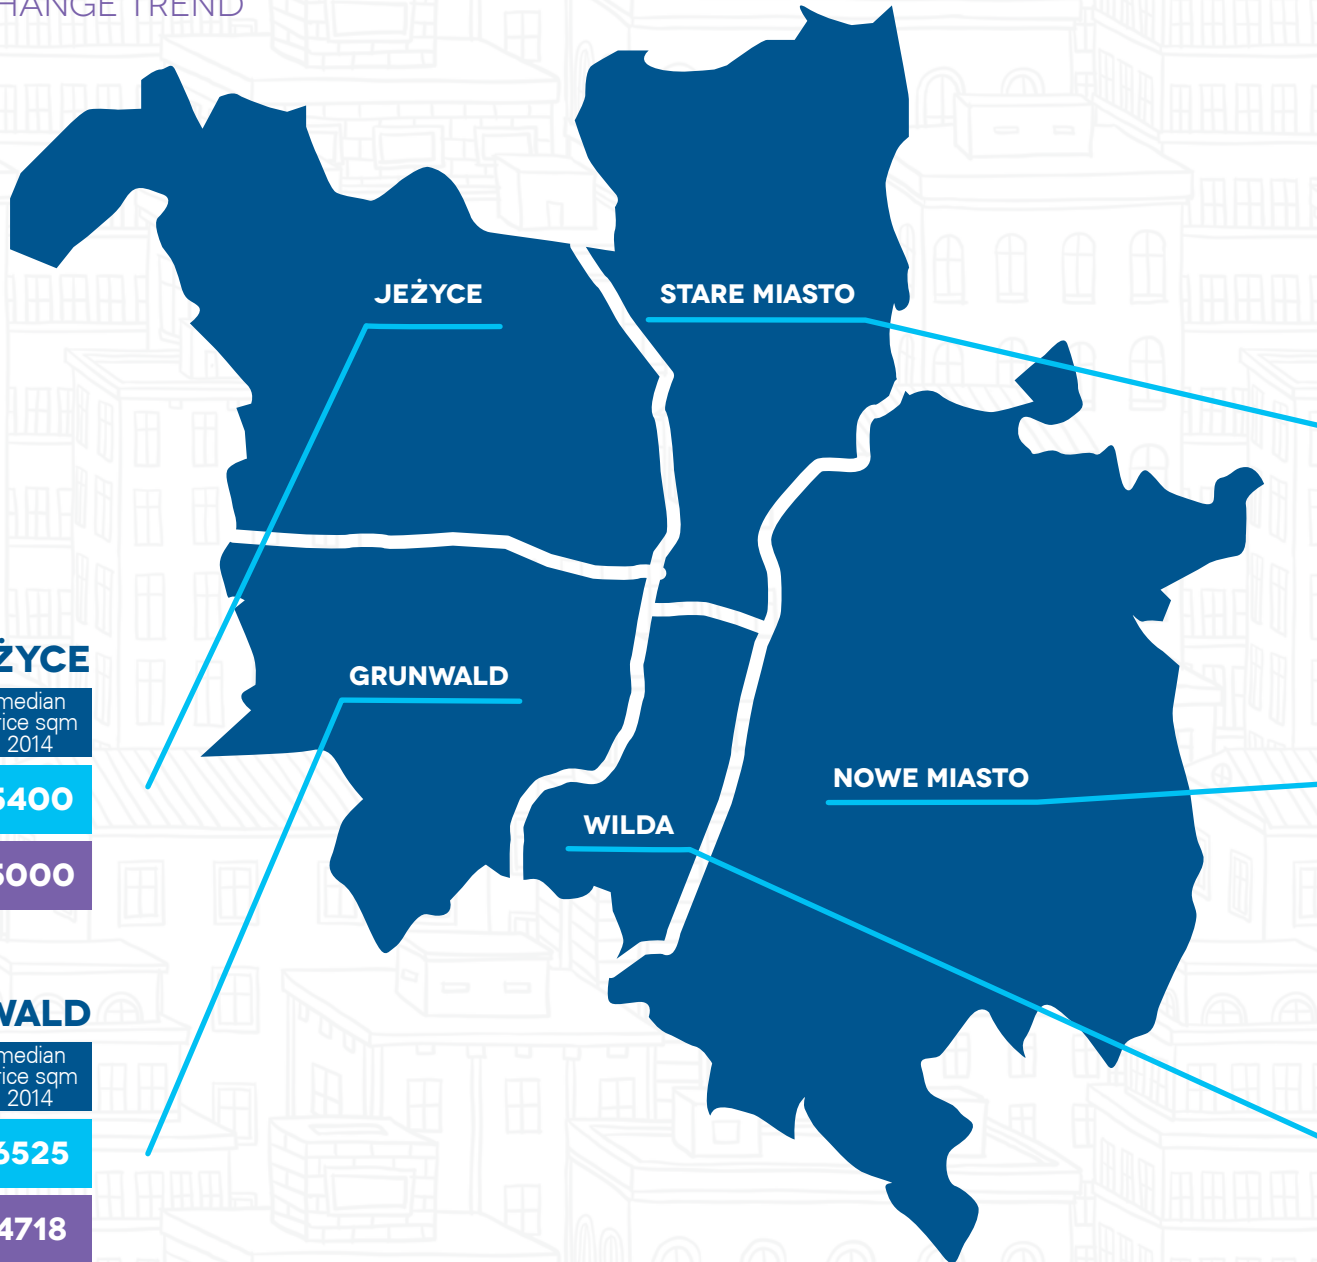 HANGE TREND
JEŻYCE
STARE MIASTO
GRUNWALD
NOWE MIASTO
WILDA
ŻYCE
median
rice sqm
2014
5400
5000
WALD
median
rice sqm
2014
6525
4718